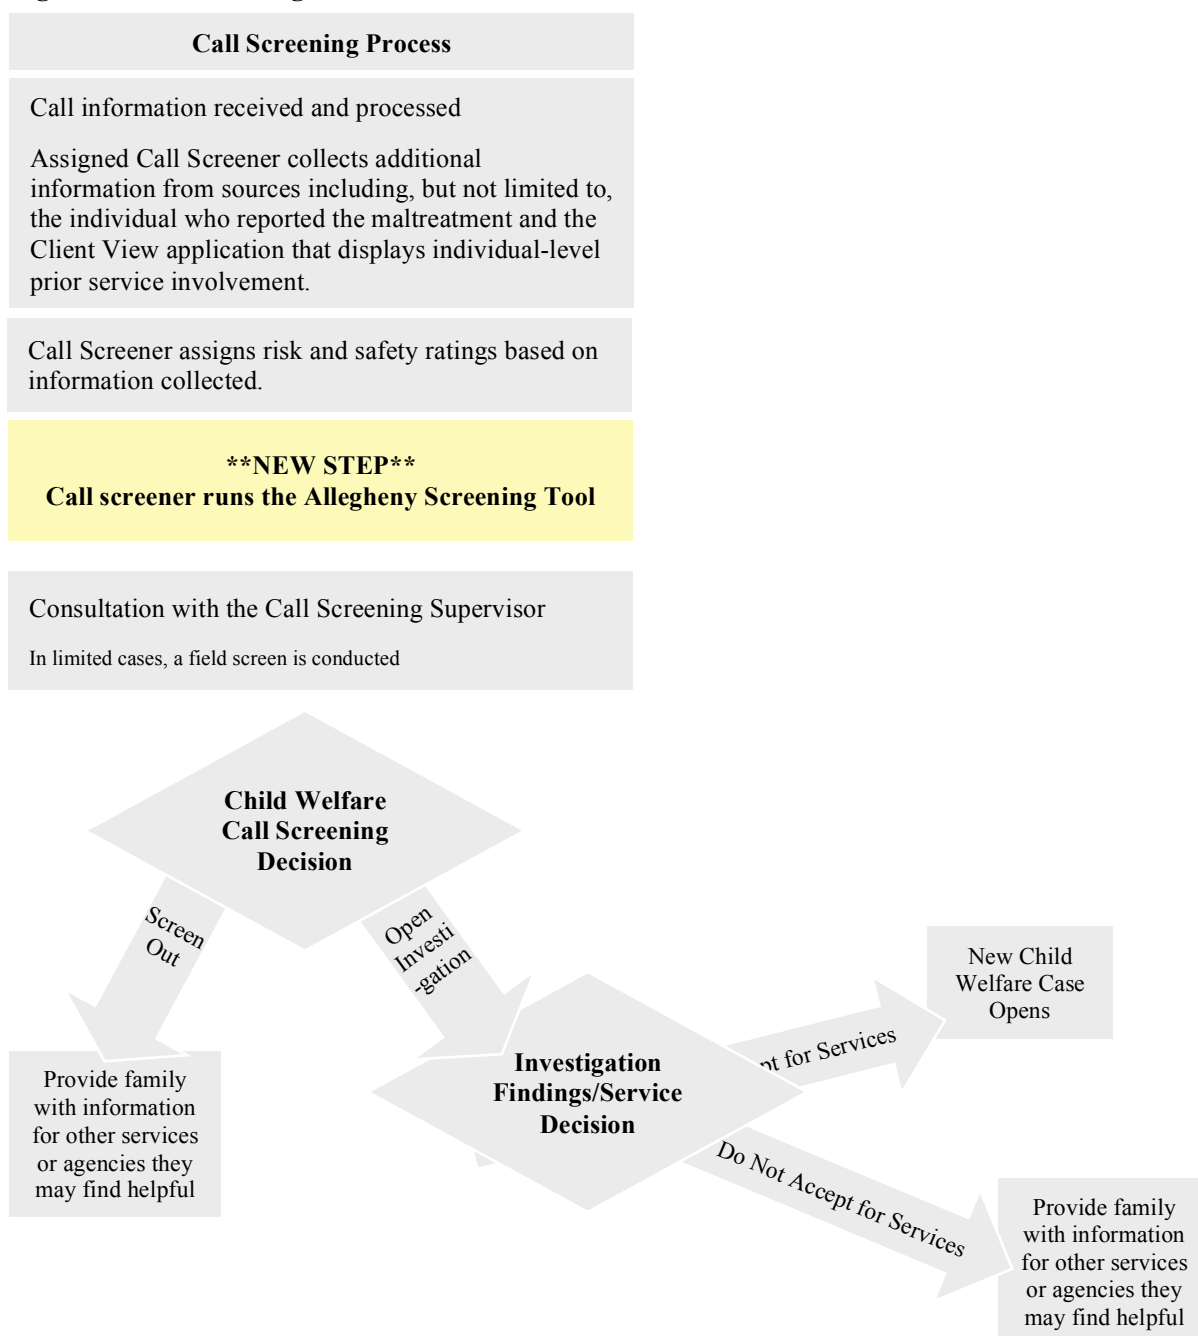 Call Screening Process
Call information received and processed
Assigned Call Screener collects additional
information from sources including, but not limited to,
the individual who reported the maltreatment and the
Client View application that displays individual-level
prior service involvement.
Call Screener assigns risk and safety ratings based on
information collected.
**NEW STEP**
Call screener runs the Allegheny Screening Tool
Consultation with the Call Screening Supervisor
In limited cases, a field screen is conducted
Child Welfare
Call Screening
Decision
Screen
Out
Open
Investi
-gation
Provide family
with information
for other services
or agencies they
may find helpful
Investigation
Findings/Service
Decision
pt for Services
New Child
Welfare Case
Opens
Do Not Accept for Services
Provide family
with information
for other services
or agencies they
may find helpful